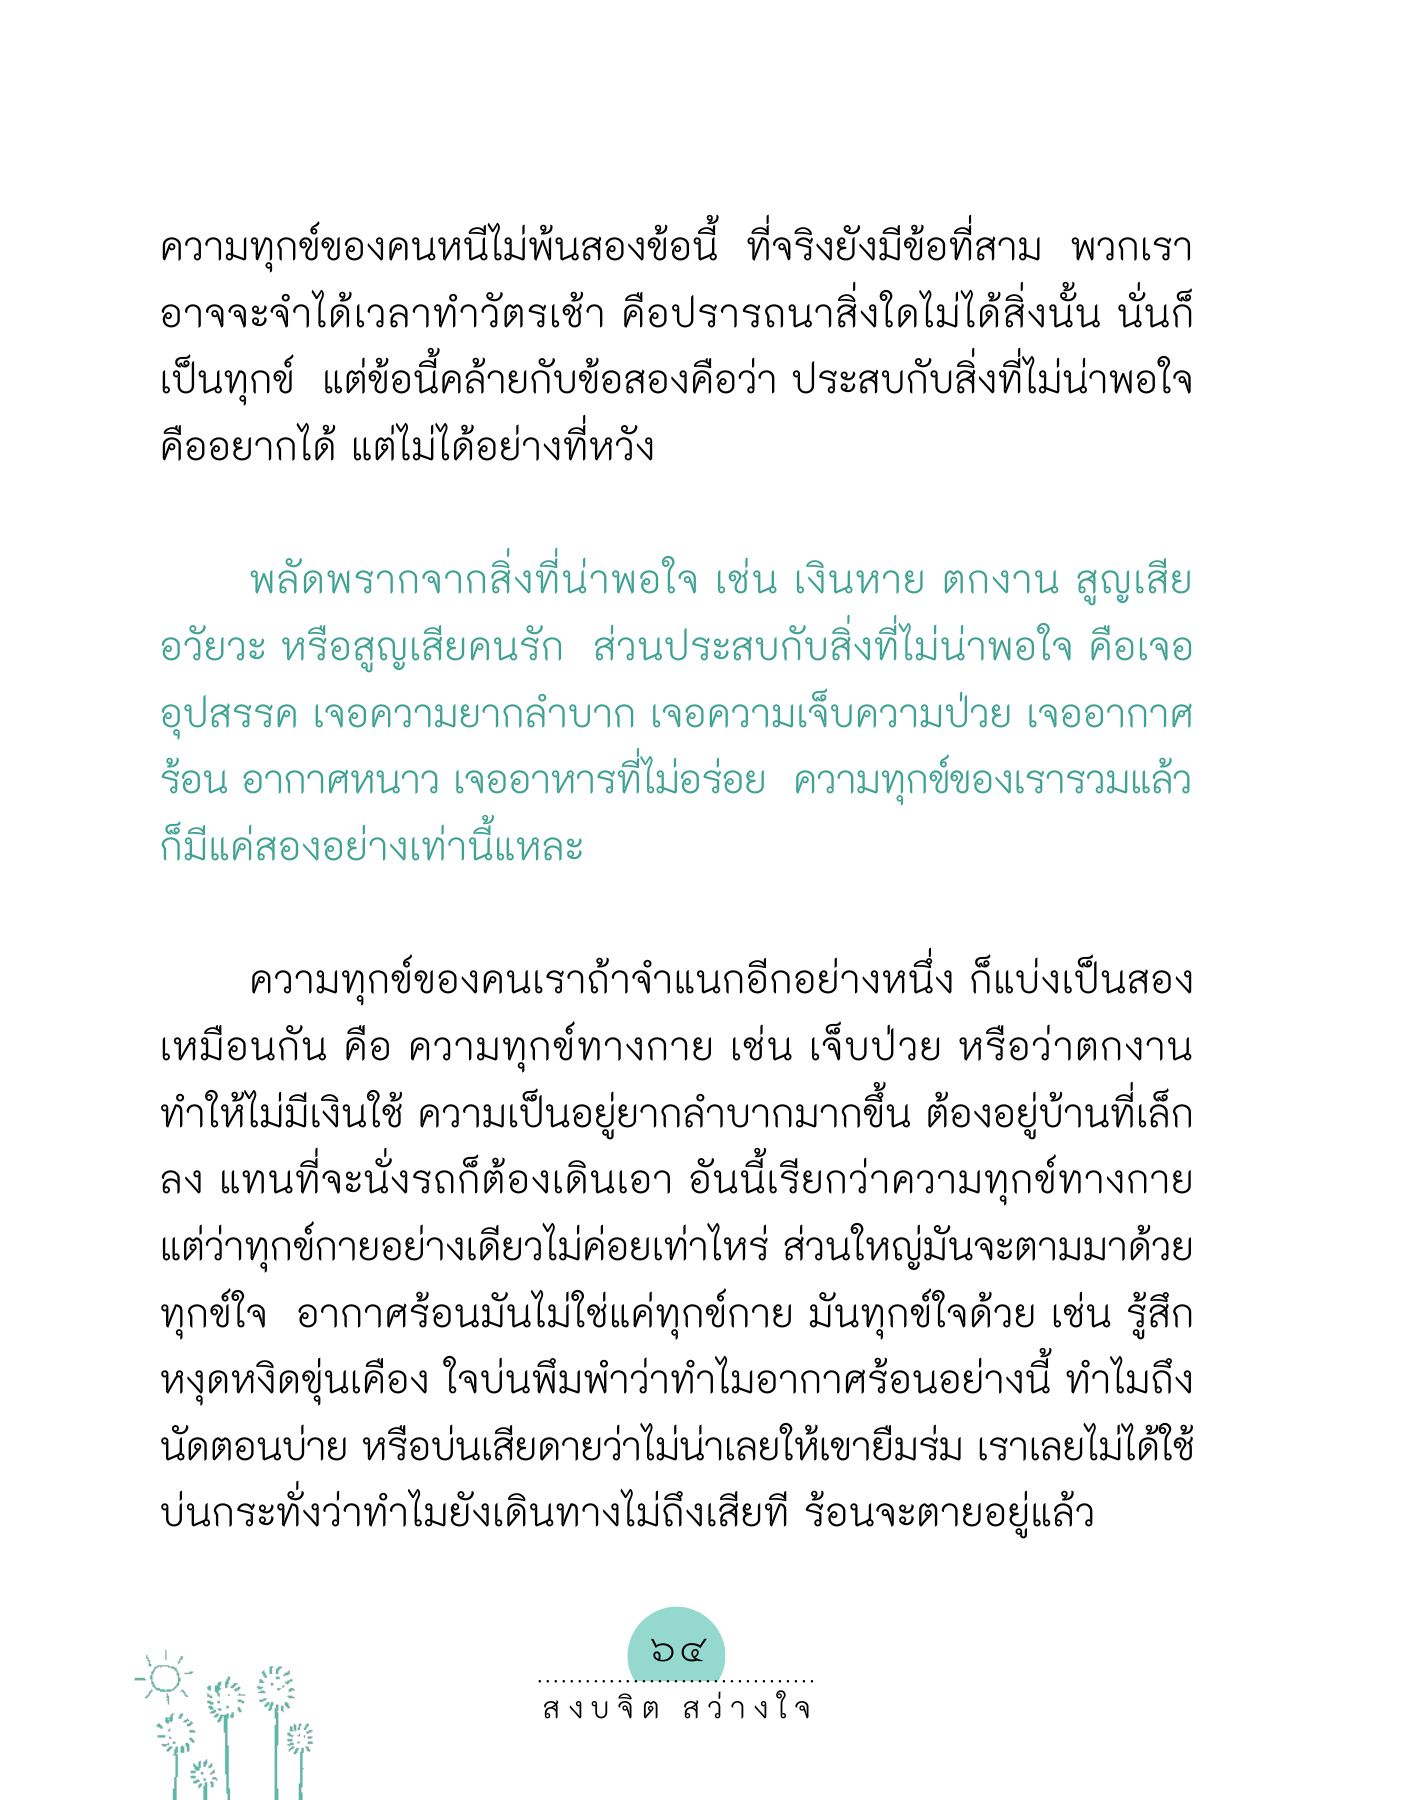 ความทุกข์ของคนหนีไม่พ้นสองข้อนี้  ที่จริงยังมีข้อที่สาม  พวกเรา
อาจจะจำได้เวลาทำวัตรเช้า คือปรารถนาสิ่งใดไม่ได้สิ่งนั้น นั่นก็
เป็นทุกข์  แต่ข้อนี้คล้ายกับข้อสองคือว่า ประสบกับสิ่งที่ไม่น่าพอใจ
คืออยากได้ แต่ไม่ได้อย่างที่หวัง
พลัดพรากจากสิ่งที่น่าพอใจ เช่น เงินหาย ตกงาน สูญเสีย
อวัยวะ หรือสูญเสียคนรัก  ส่วนประสบกับสิ่งที่ไม่น่าพอใจ คือเจอ
อุปสรรค เจอความยากลำบาก เจอความเจ็บความป่วย เจออากาศ
ร้อน อากาศหนาว เจออาหารที่ไม่อร่อย  ความทุกข์ของเรารวมแล้ว
ก็มีแค่สองอย่างเท่านี้แหละ
ความทุกข์ของคนเราถ้าจำแนกอีกอย่างหนึ่ง ก็แบ่งเป็นสอง
เหมือนกัน คือ ความทุกข์ทางกาย เช่น เจ็บป่วย หรือว่าตกงาน
ทำให้ไม่มีเงินใช้ ความเป็นอยู่ยากลำบากมากขึ้น ต้องอยู่บ้านที่เล็ก
ลง แทนที่จะนั่งรถก็ต้องเดินเอา อันนี้เรียกว่าความทุกข์ทางกาย
แต่ว่าทุกข์กายอย่างเดียวไม่ค่อยเท่าไหร่ ส่วนใหญ่มันจะตามมาด้วย
ทุกข์ใจ  อากาศร้อนมันไม่ใช่แค่ทุกข์กาย มันทุกข์ใจด้วย เช่น รู้สึก
หงุดหงิดขุ่นเคือง ใจบ่นพึมพำว่าทำไมอากาศร้อนอย่างนี้ ทำไมถึง
นัดตอนบ่าย หรือบ่นเสียดายว่าไม่น่าเลยให้เขายืมร่ม เราเลยไม่ได้ใช้
บ่นกระทั่งว่าทำไมยังเดินทางไม่ถึงเสียที ร้อนจะตายอยู่แล้ว
๖๔
สงบจิต สว่างใจ